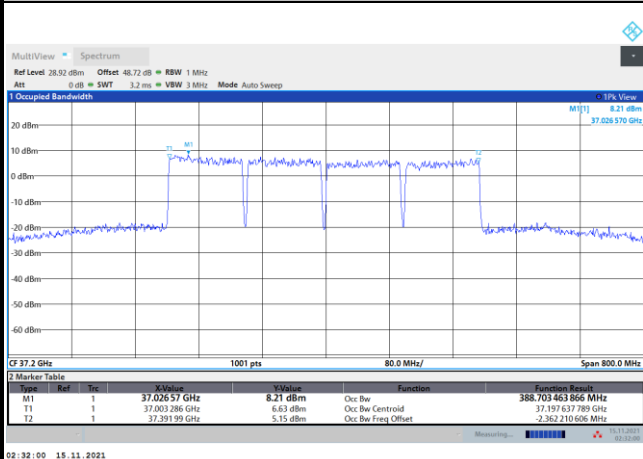 MultiView Spectrum
Ref Level 28.92 dBm Offset 48.72 dB RBW 1 MHz
Att 0 dB SWT 3.2 ms VBW 3 MHz Mode Auto Sweep
1 Occupied Bandwidth 1Pk View
M1[1] 8.21 dBm
37.026 570 GHz
20 dBm
10 dBm
T1 M1 T2
0 dBm
-10 dBm
-20 dBm
-30 dBm
-40 dBm
-50 dBm
-60 dBm
CF 37.2 GHz 1001 pts 80.0 MHz/ Span 800.0 MHz
2 Marker Table
Type Ref Trc X-Value Y-Value Function Function Result
M1 1 37.026 57 GHz 8.21 dBm Occ Bw 388.703 463 866 MHz
T1 1 37.003 286 GHz 6.63 dBm Occ Bw Centroid 37.197 637 789 GHz
T2 1 37.391 99 GHz 5.15 dBm Occ Bw Freq Offset -2.362 210 606 MHz
Measuring... 15.11.2021
02:32:00
02:32:00 15.11.2021